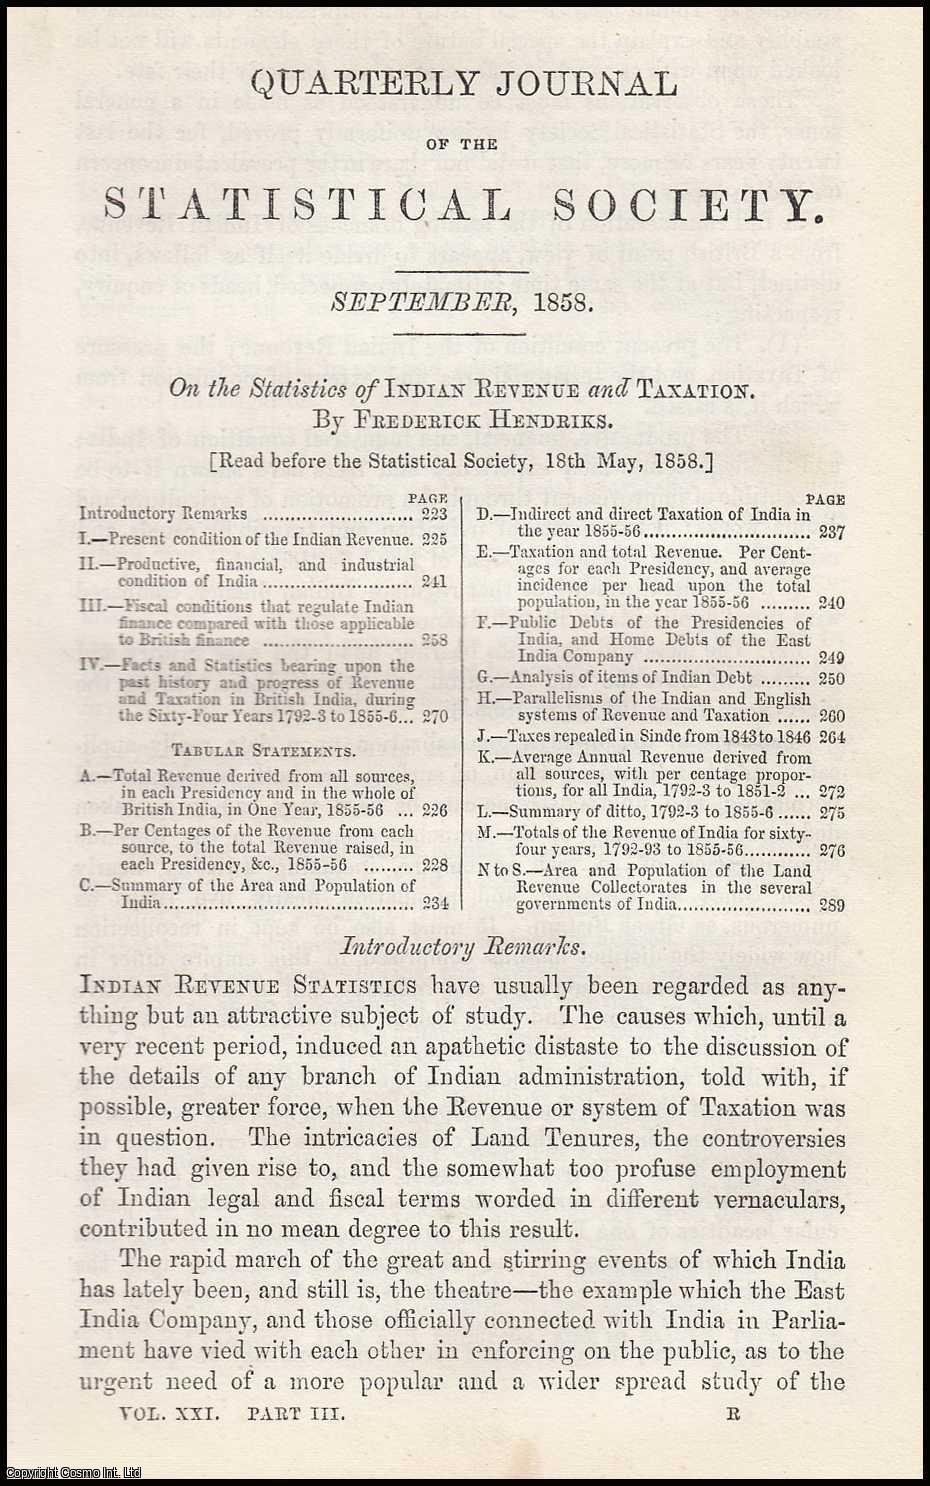 QUARTERLY JOURNAL
OF THE
STATISTICAL SOCIETY.
SEPTEMBER, 1858.
On the Statistics of INDIAN REVENUE and TAXATION.
By FREDERICK HENDRIKS.
[Read before the Statistical Society, 18th May, 1858.]
PAGE
Introductory Remarks .......................... 223
I.—Present condition of the Indian Revenue. 225
II.—Productive, financial, and industrial
condition of India .......................... 241
III.—Fiscal conditions that regulate Indian
finance compared with those applicable
to British finance .......................... 258
IV.—Facts and Statistics bearing upon the
past history and progress of Revenue
and Taxation in British India, during
the Sixty-Four Years 1792-3 to 1855-6... 270
TABULAR STATEMENTS.
A.—Total Revenue derived from all sources,
in each Presidency and in the whole of
British India, in One Year, 1855-56 ... 226
B.—Per Centages of the Revenue from each
source, to the total Revenue raised, in
each Presidency, &c., 1855-56 ......... 228
C.—Summary of the Area and Population of
India........................................... 234
PAGE
D.—Indirect and direct Taxation of India in
the year 1855-56............................. 237
E.—Taxation and total Revenue. Per Cent-
ages for each Presidency, and average
incidence per head upon the total
population, in the year 1855-56 ......... 240
F.—Public Debts of the Presidencies of
India, and Home Debts of the East
India Company ............................. 249
G.—Analysis of items of Indian Debt ......... 250
H.—Parallelisms of the Indian and English
systems of Revenue and Taxation ...... 260
J.—Taxes repealed in Sinde from 1843 to 1846 264
K.—Average Annual Revenue derived from
all sources, with per centage propor-
tions, for all India, 1792-3 to 1851-2 ... 272
L.—Summary of ditto, 1792-3 to 1855-6 ...... 275
M.—Totals of the Revenue of India for sixty-
four years, 1792-93 to 1855-56............ 276
N to S.—Area and Population of the Land
Revenue Collectorates in the several
governments of India....................... 289
Introductory Remarks.
INDIAN REVENUE STATISTICS have usually been regarded as any-
thing but an attractive subject of study. The causes which, until a
very recent period, induced an apathetic distaste to the discussion of
the details of any branch of Indian administration, told with, if
possible, greater force, when the Revenue or system of Taxation was
in question. The intricacies of Land Tenures, the controversies
they had given rise to, and the somewhat too profuse employment
of Indian legal and fiscal terms worded in different vernaculars,
contributed in no mean degree to this result.
The rapid march of the great and stirring events of which India
has lately been, and still is, the theatre—the example which the East
India Company, and those officially connected with India in Parlia-
ment have vied with each other in enforcing on the public, as to the
urgent need of a more popular and a wider spread study of the
VOL. XXI. PART III. R
Copyright Cosmo Int. Ltd